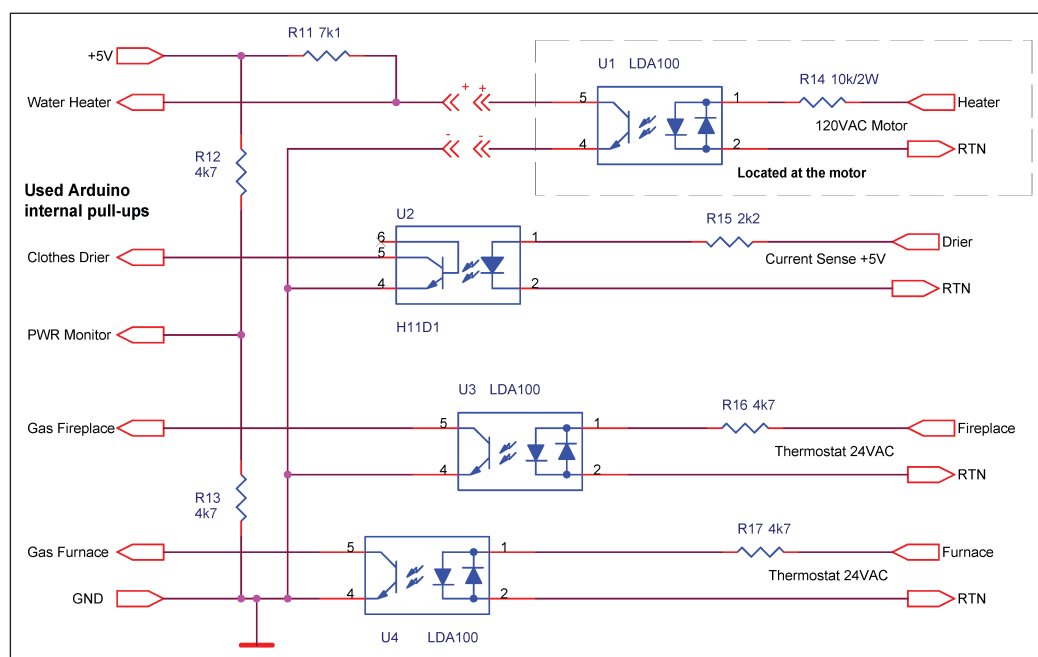 R11 7k1
+5V
U1 LDA100
R14 10k/2W
Water Heater
+ +
5
1
Heater
120VAC Motor
- -
4
2
RTN
R12
4k7
Located at the motor
Used Arduino
internal pull-ups
U2
R15 2k2
6
1
Drier
Clothes Drier
5
Current Sense +5V
4
2
RTN
PWR Monitor
H11D1
U3 LDA100
R16 4k7
Gas Fireplace
5
1
Fireplace
Thermostat 24VAC
4
2
RTN
R13
4k7
R17 4k7
Gas Furnace
5
1
Furnace
Thermostat 24VAC
GND
4
2
RTN
U4 LDA100